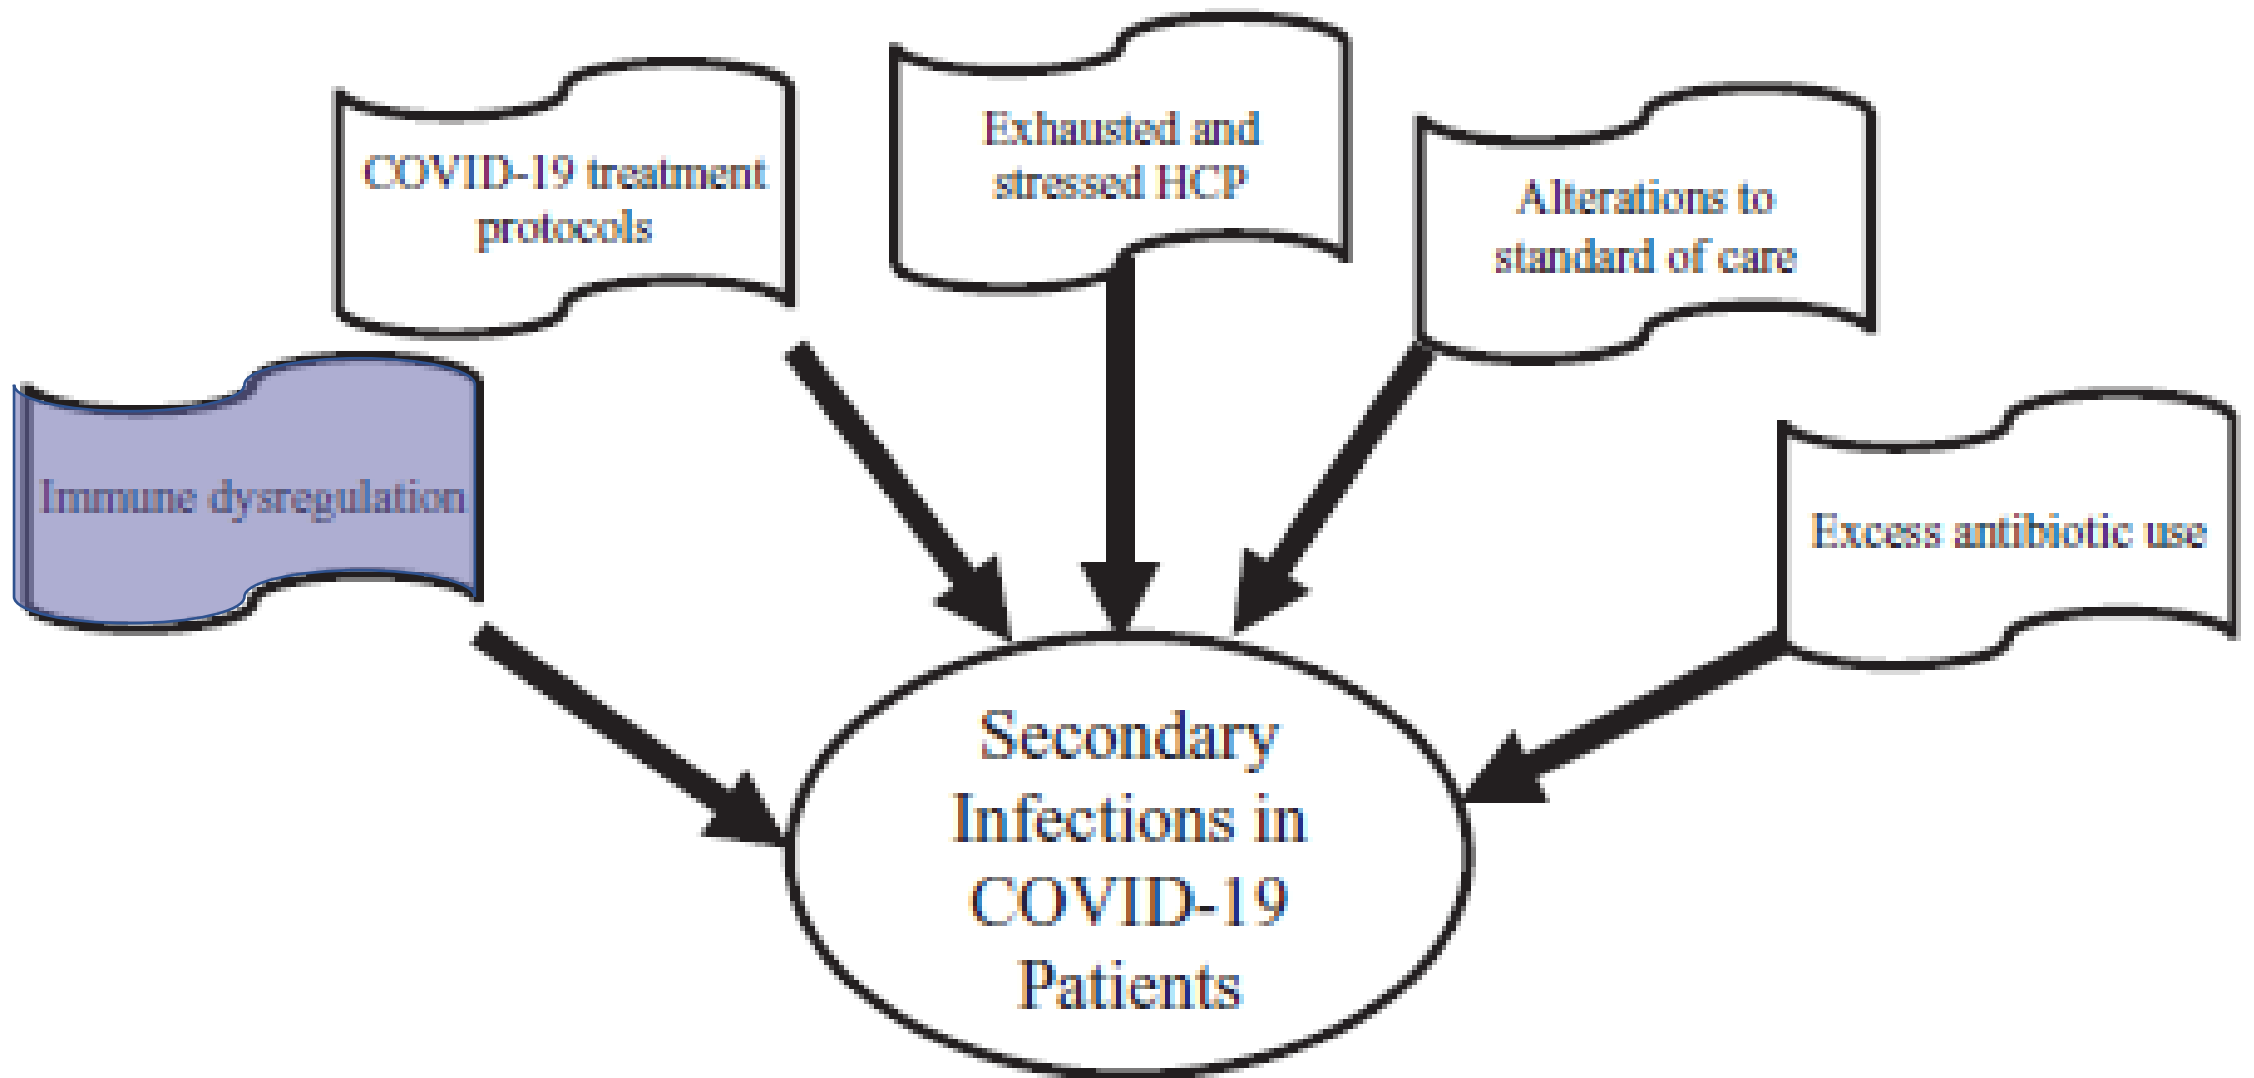 Immune dysregulation
COVID-19 treatment
protocols
Exhausted and
stressed HCP
Alterations to
standard of care
Excess antibiotic use
Secondary
Infections in
COVID-19
Patients